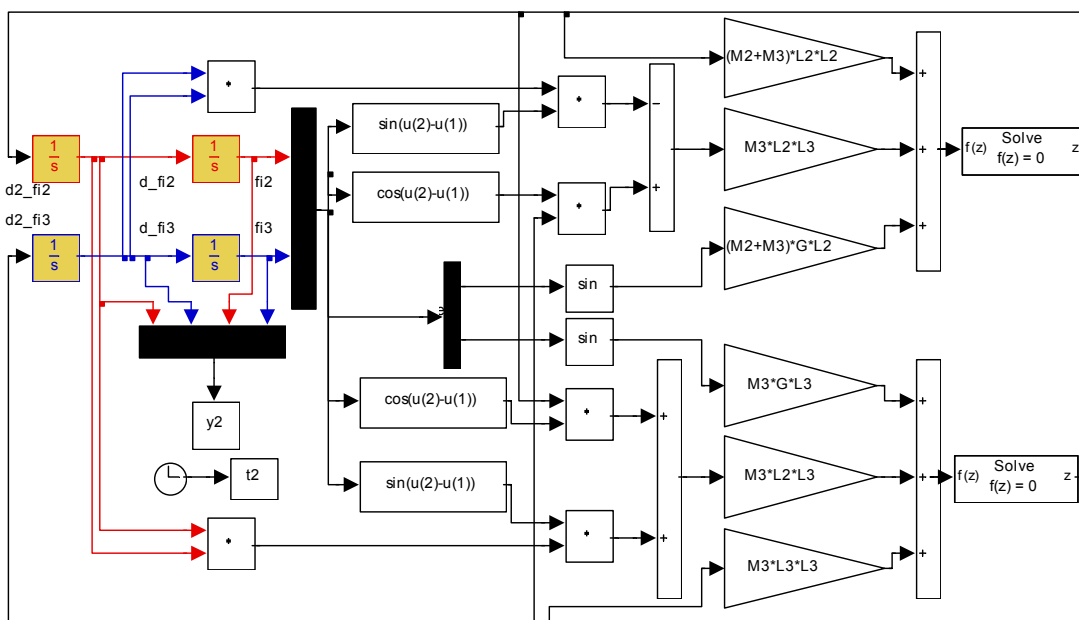 (M2+M3)*L2*L2
+
*
sin(u(2)-u(1))
*
−
M3*L2*L3
+
Solve
f(z)
f(z) = 0
z
1
s
d2_fi2
d_fi2
1
s
fi2
cos(u(2)-u(1))
*
+
d2_fi3
1
s
d_fi3
1
s
fi3
(M2+M3)*G*L2
+
sin
sin
M3*G*L3
+
y2
cos(u(2)-u(1))
*
+
t2
sin(u(2)-u(1))
M3*L2*L3
+
Solve
f(z)
f(z) = 0
z
*
*
+
M3*L3*L3
+